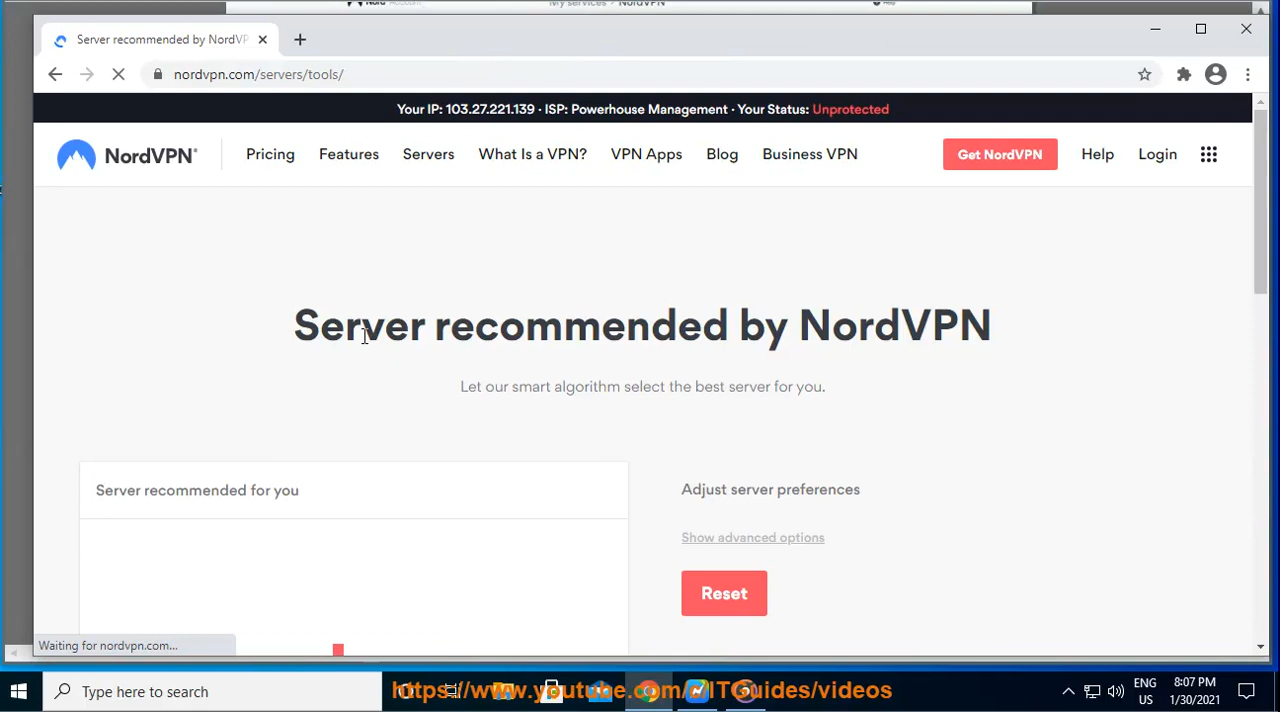 My services / NordVPN
Server recommended by NordVP
nordvpn.com/servers/tools/
Your IP: 103.27.221.139 · ISP: Powerhouse Management · Your Status: Unprotected
NordVPN® Pricing Features Servers What Is a VPN? VPN Apps Blog Business VPN Get NordVPN Help Login
Server recommended by NordVPN
Let our smart algorithm select the best server for you.
Server recommended for you
Adjust server preferences
Show advanced options
Reset
Waiting for nordvpn.com...
Type here to search
https://www.youtube.com/c/ITGuides/videos
ENG
US
8:07 PM
1/30/2021